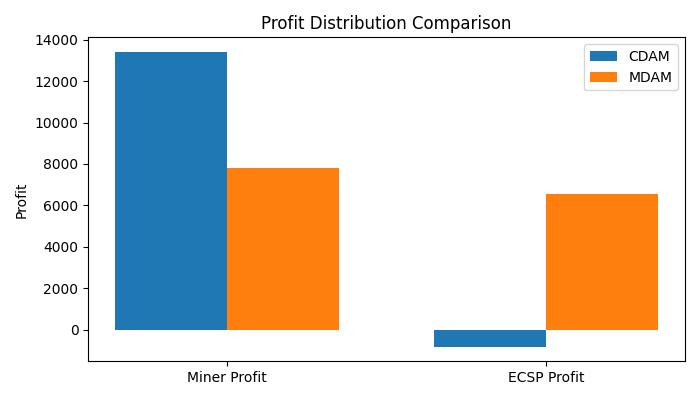 Profit Distribution Comparison
14000
12000
10000
8000
6000
4000
2000
0
Profit
CDAM
MDAM
Miner Profit
ECSP Profit